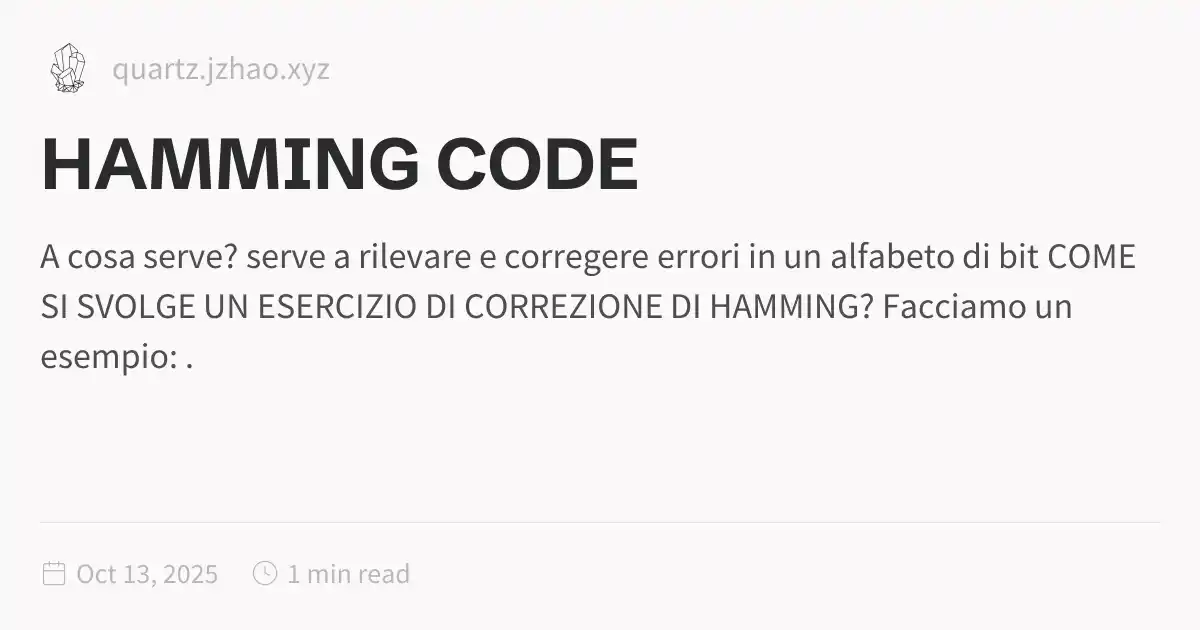 quartz.jzhao.xyz
HAMMING CODE
A cosa serve? serve a rilevare e corregere errori in un alfabeto di bit COME
SI SVOLGE UN ESERCIZIO DI CORREZIONE DI HAMMING? Facciamo un
esempio: .
Oct 13, 2025 1 min read